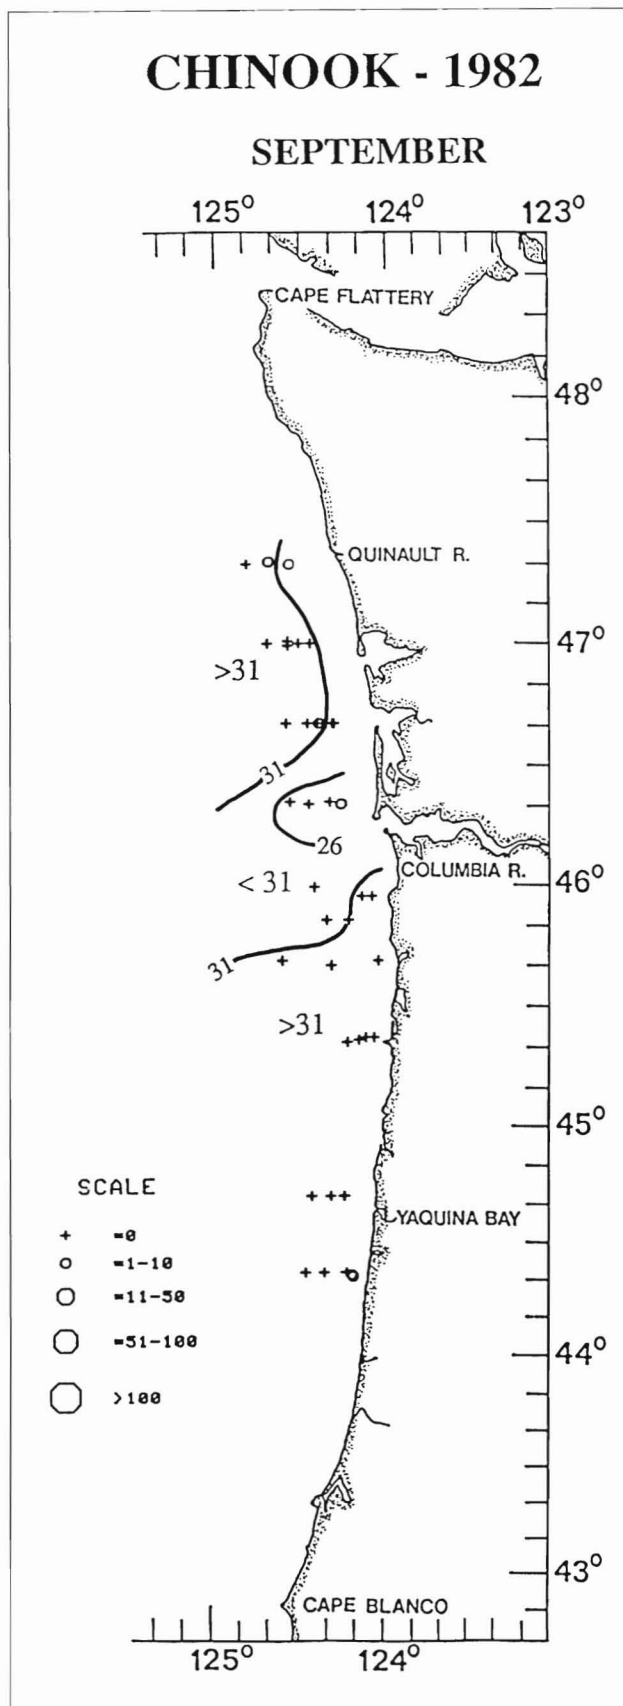 CHINOOK - 1982
SEPTEMBER
125° 124° 123°
CAPE FLATTERY
48°
QUINAULT R.
47°
>31
31
26
COLUMBIA R.
< 31
46°
31
>31
45°
SCALE
YAQUINA BAY
+ =0
=1-10
=11-50
=51-100
>100
44°
43°
CAPE BLANCO
125° 124°